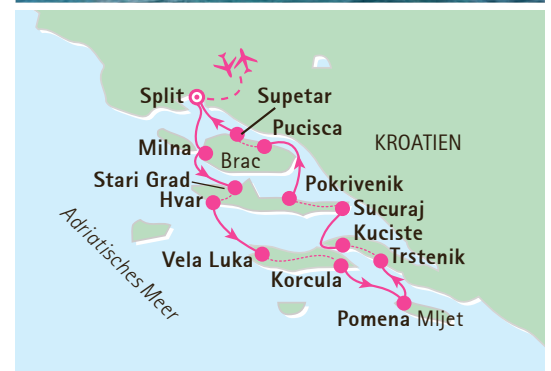 Split
Supetar
Pucisca
KROATIEN
Milna
Brac
Stari Grad
Pokrivenik
Hvar
Sucuraj
Kuciste
Adriatisches Meer
Vela Luka
Trstenik
Korcula
Pomena Mljet